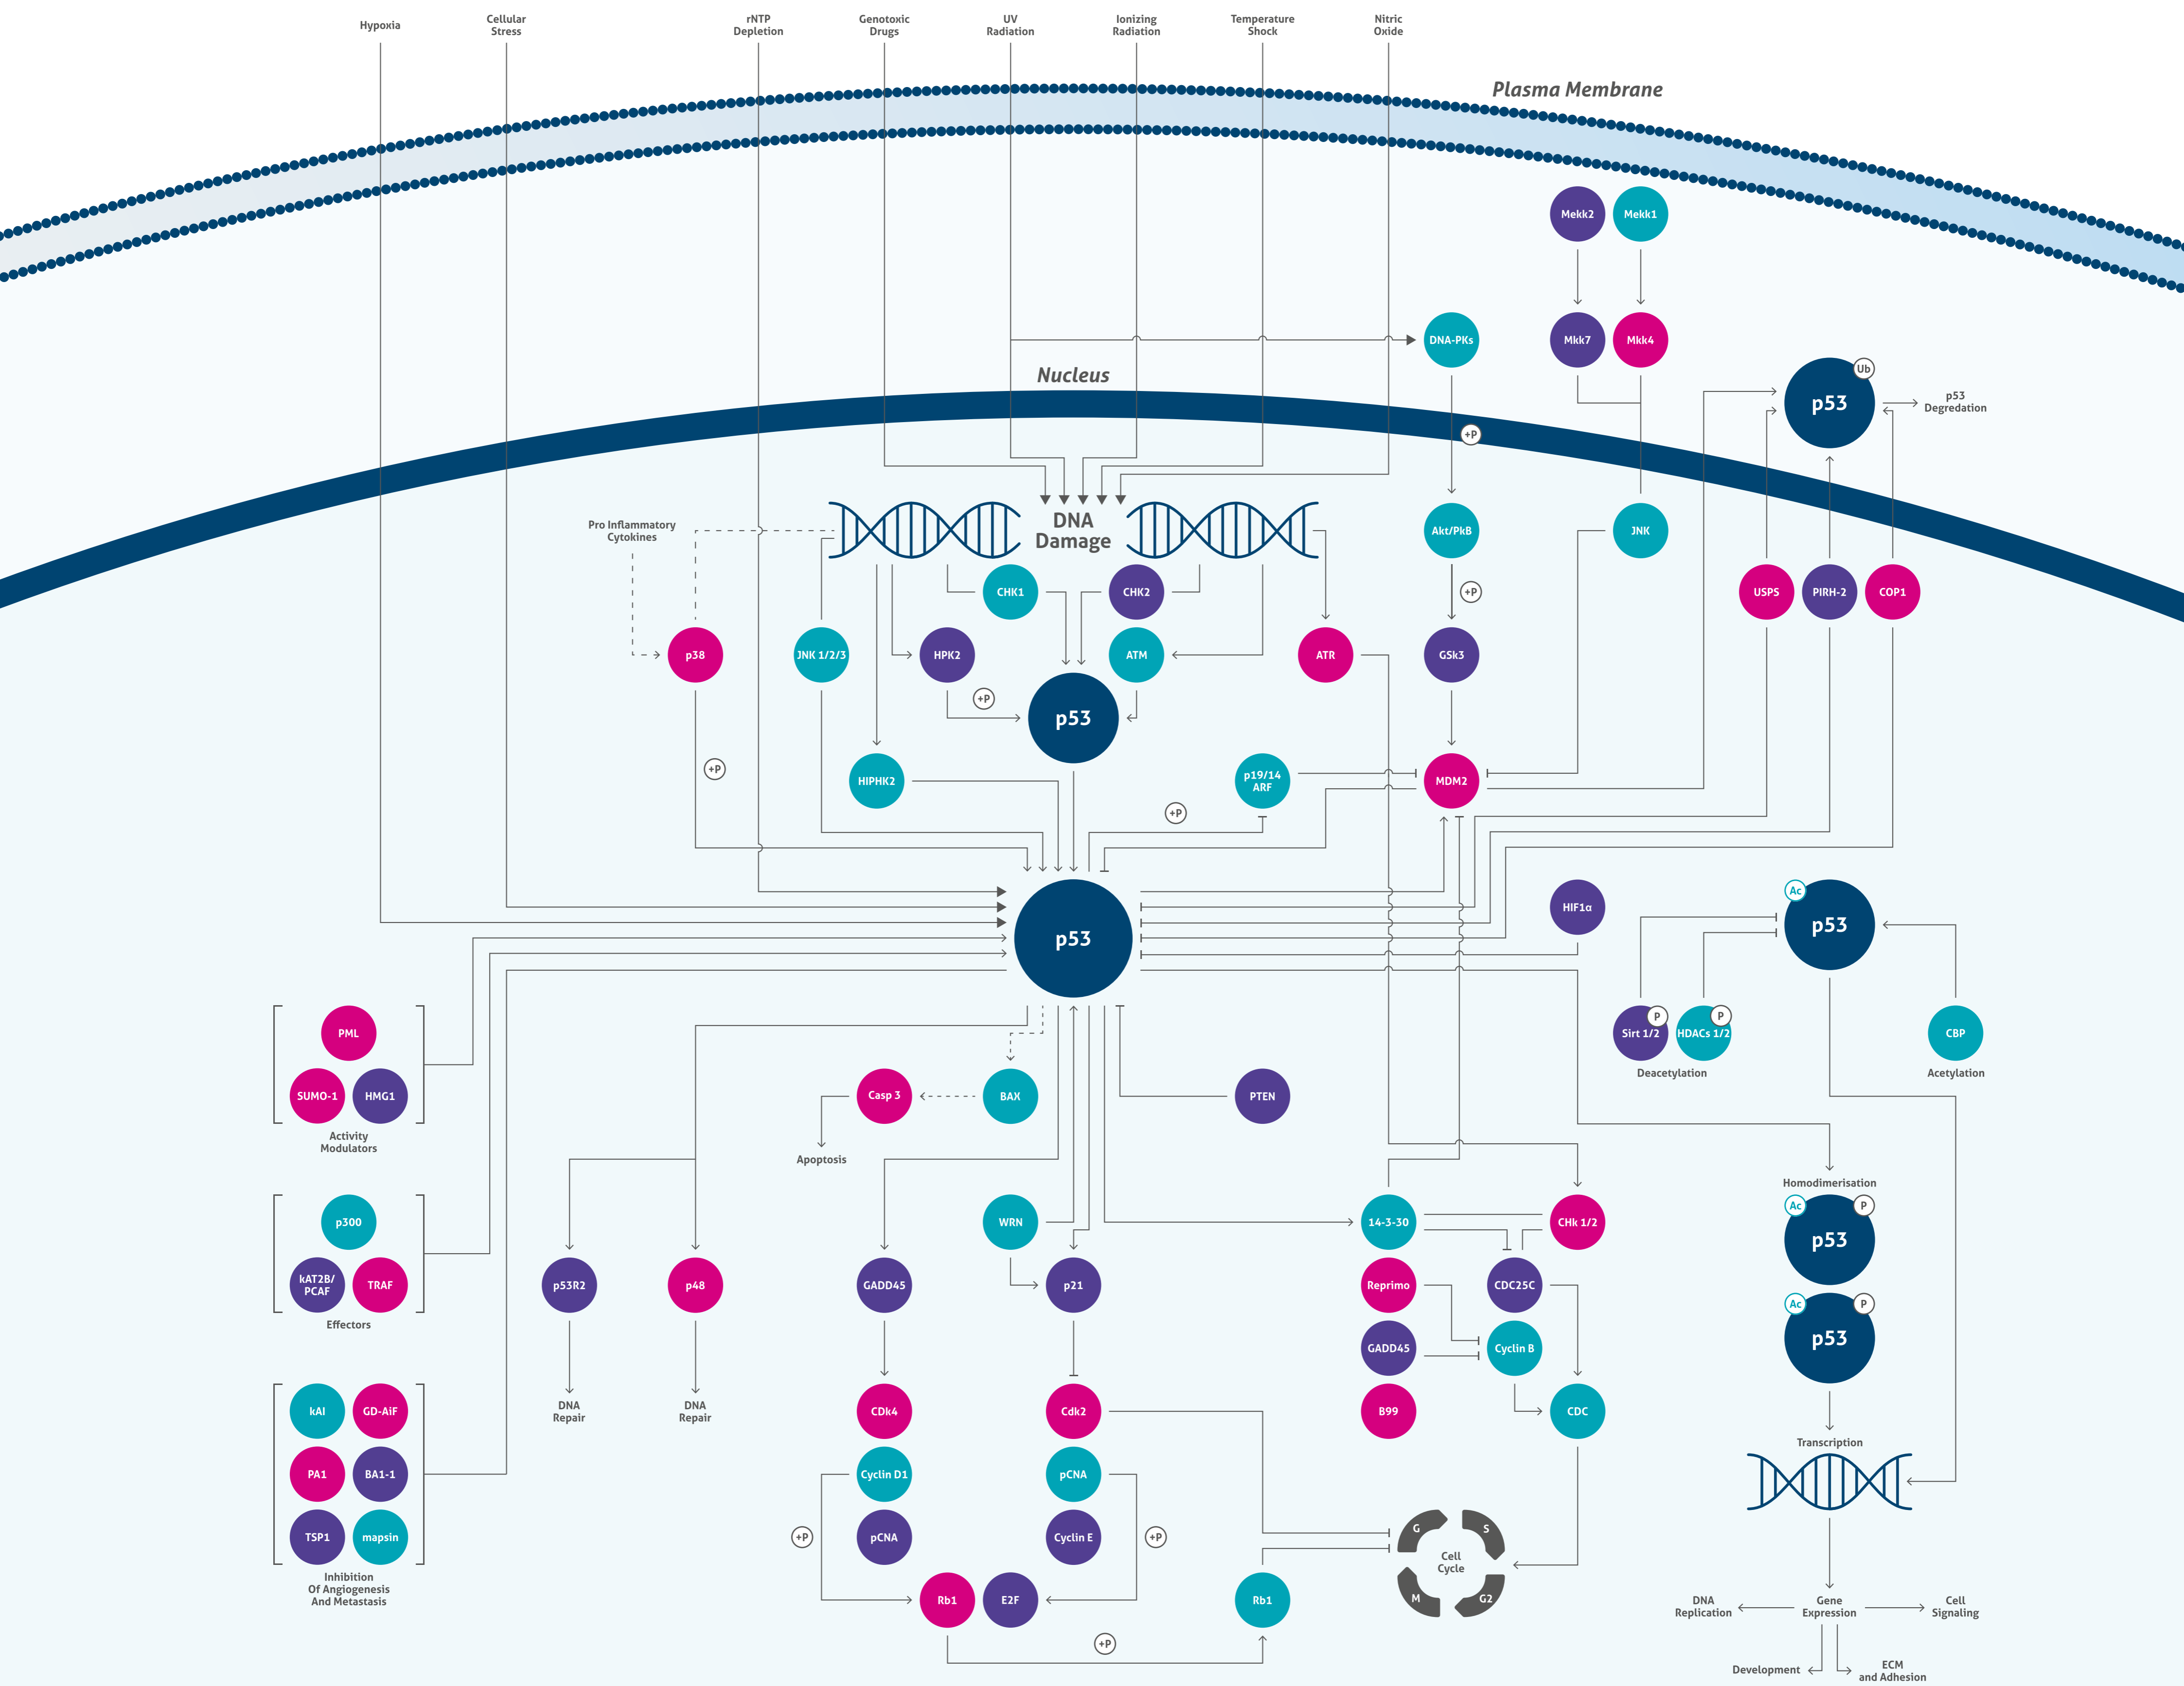 Hypoxia
Cellular
Stress
rNTP
Depletion
Genotoxic
Drugs
UV
Radiation
Ionizing
Radiation
Temperature
Shock
Nitric
Oxide
Plasma Membrane
Mekk2
Mekk1
DNA-PKs
Mkk7
Mkk4
Nucleus
Ub
p53
p53
Degredation
+P
Pro Inflammatory
Cytokines
DNA
Damage
Akt/PkB
JNK
CHK1
CHK2
+P
USPS
PIRH-2
COP1
p38
JNK 1/2/3
HPK2
ATM
ATR
GSk3
+P
p53
+P
HIPHK2
p19/14
ARF
MDM2
+P
p53
HIF1α
Ac
p53
PML
SUMO-1
HMG1
Activity
Modulators
Casp 3
BAX
PTEN
Apoptosis
Sirt 1/2
P
HDACs 1/2
P
Deacetylation
CBP
Acetylation
p300
kAT2B/
PCAF
TRAF
Effectors
WRN
14-3-30
CHk 1/2
Homodimerisation
Ac
P
p53
Ac
P
p53
p53R2
p48
GADD45
p21
Reprimo
CDC25C
GADD45
Cyclin B
DNA
Repair
DNA
Repair
CDk4
Cdk2
B99
CDC
Transcription
kAI
GD-AiF
PA1
BA1-1
TSP1
mapsin
Inhibition
Of Angiogenesis
And Metastasis
Cyclin D1
pCNA
+P
pCNA
Cyclin E
+P
G
S
Cell
Cycle
M
G2
Rb1
E2F
Rb1
+P
DNA
Replication
Gene
Expression
Cell
Signaling
Development
ECM
and Adhesion